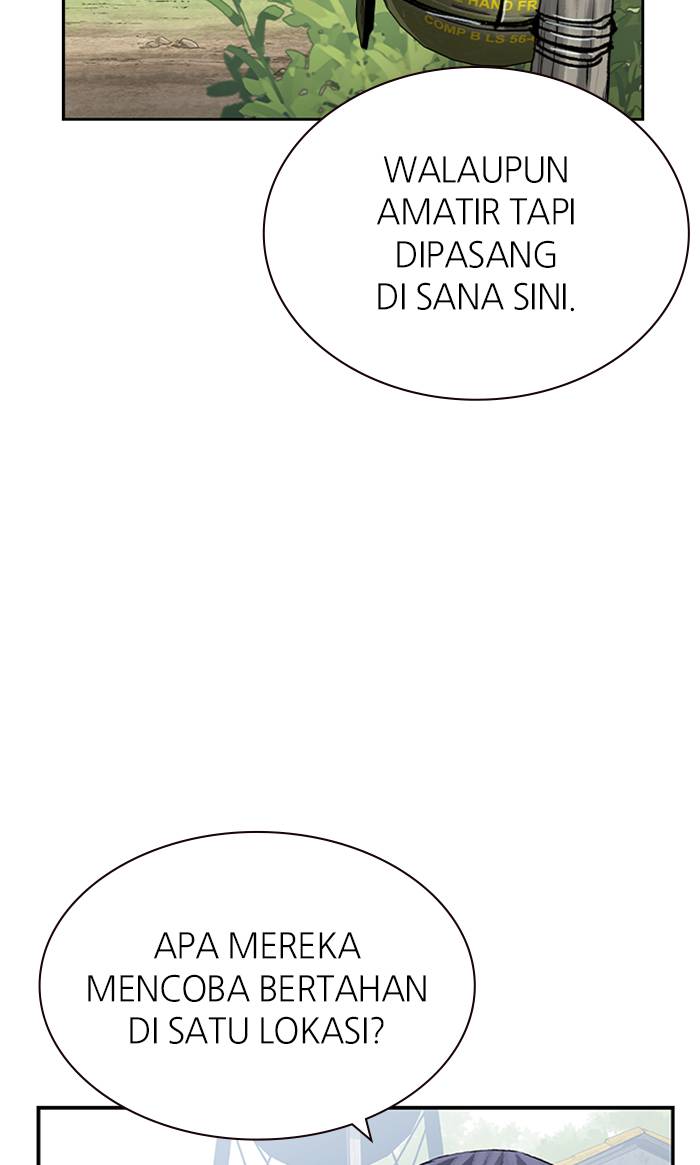 HAND FR
COMP B LS 56-
WALAUPUN
AMATIR TAPI
DIPASANG
DI SANA SINI.
APA MEREKA
MENCOBA BERTAHAN
DI SATU LOKASI?